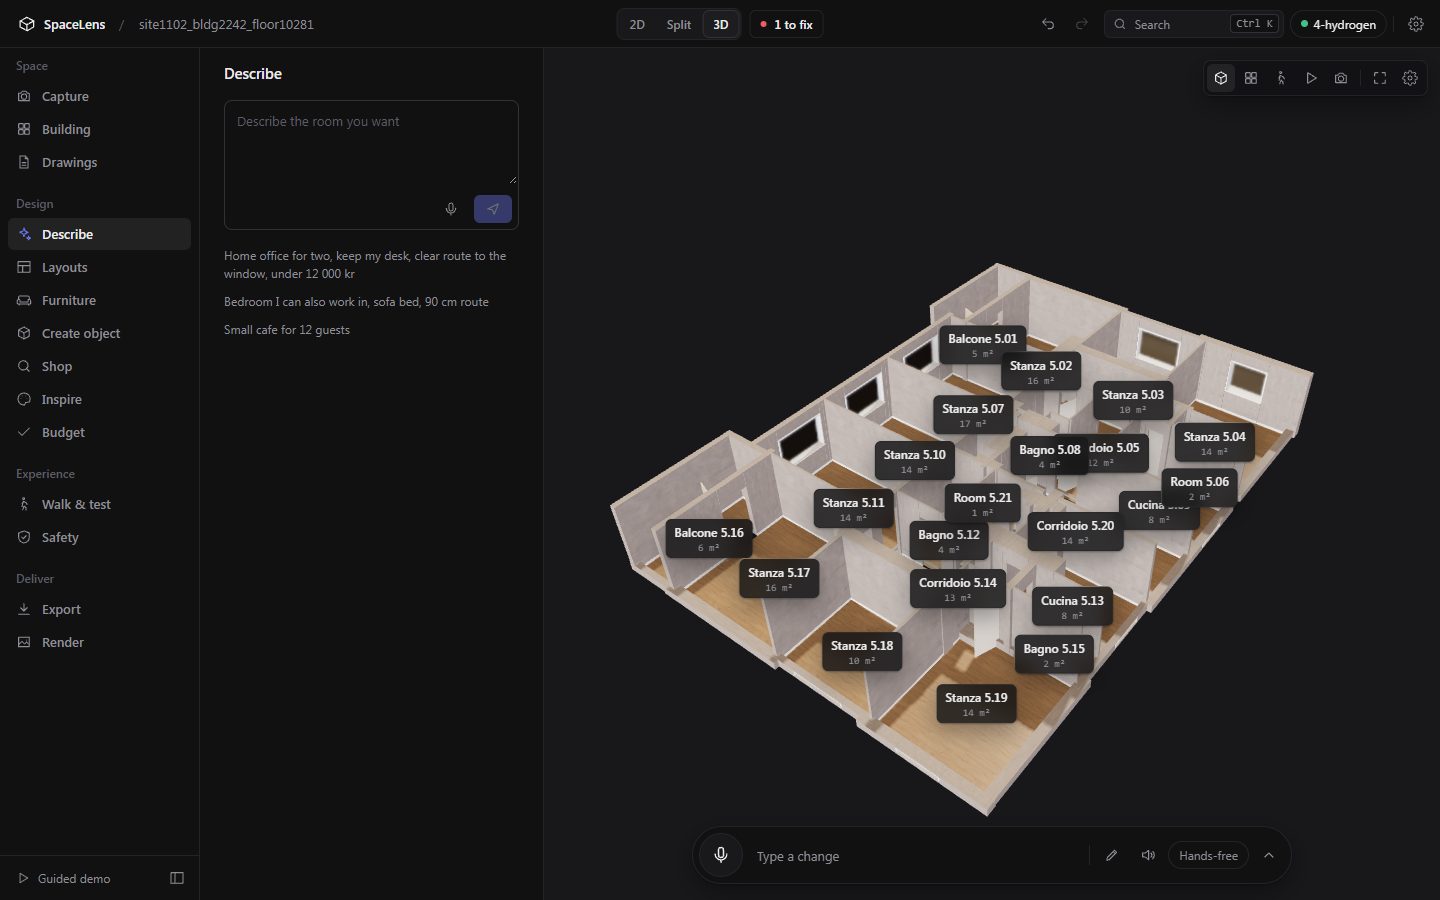 SpaceLens / site1102_bldg2242_floor10281
2D Split 3D
1 to fix
Search Ctrl K
4-hydrogen
Space
Capture
Building
Drawings
Design
Describe
Layouts
Furniture
Create object
Shop
Inspire
Budget
Experience
Walk & test
Safety
Deliver
Export
Render
Guided demo
Describe
Describe the room you want
Home office for two, keep my desk, clear route to the
window, under 12 000 kr
Bedroom I can also work in, sofa bed, 90 cm route
Small cafe for 12 guests
Balcone 5.01
5 m²
Stanza 5.02
16 m²
Stanza 5.03
10 m²
Stanza 5.07
17 m²
Stanza 5.04
14 m²
Bagno 5.08
4 m²
doio 5.05
12 m²
Stanza 5.10
14 m²
Room 5.06
2 m²
Stanza 5.11
14 m²
Room 5.21
1 m²
Cucina
8 m²
Corridoio 5.20
14 m²
Balcone 5.16
6 m²
Bagno 5.12
4 m²
Stanza 5.17
16 m²
Corridoio 5.14
13 m²
Cucina 5.13
8 m²
Stanza 5.18
10 m²
Bagno 5.15
2 m²
Stanza 5.19
14 m²
Type a change
Hands-free